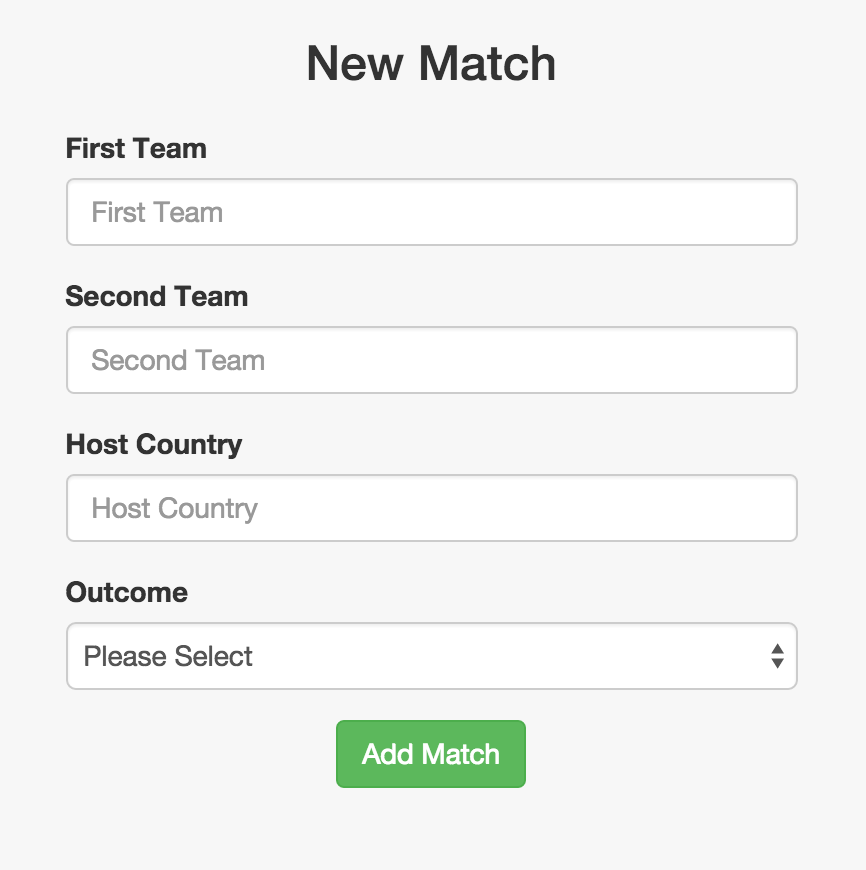 New Match
First Team
First Team
Second Team
Second Team
Host Country
Host Country
Outcome
Please Select
Add Match